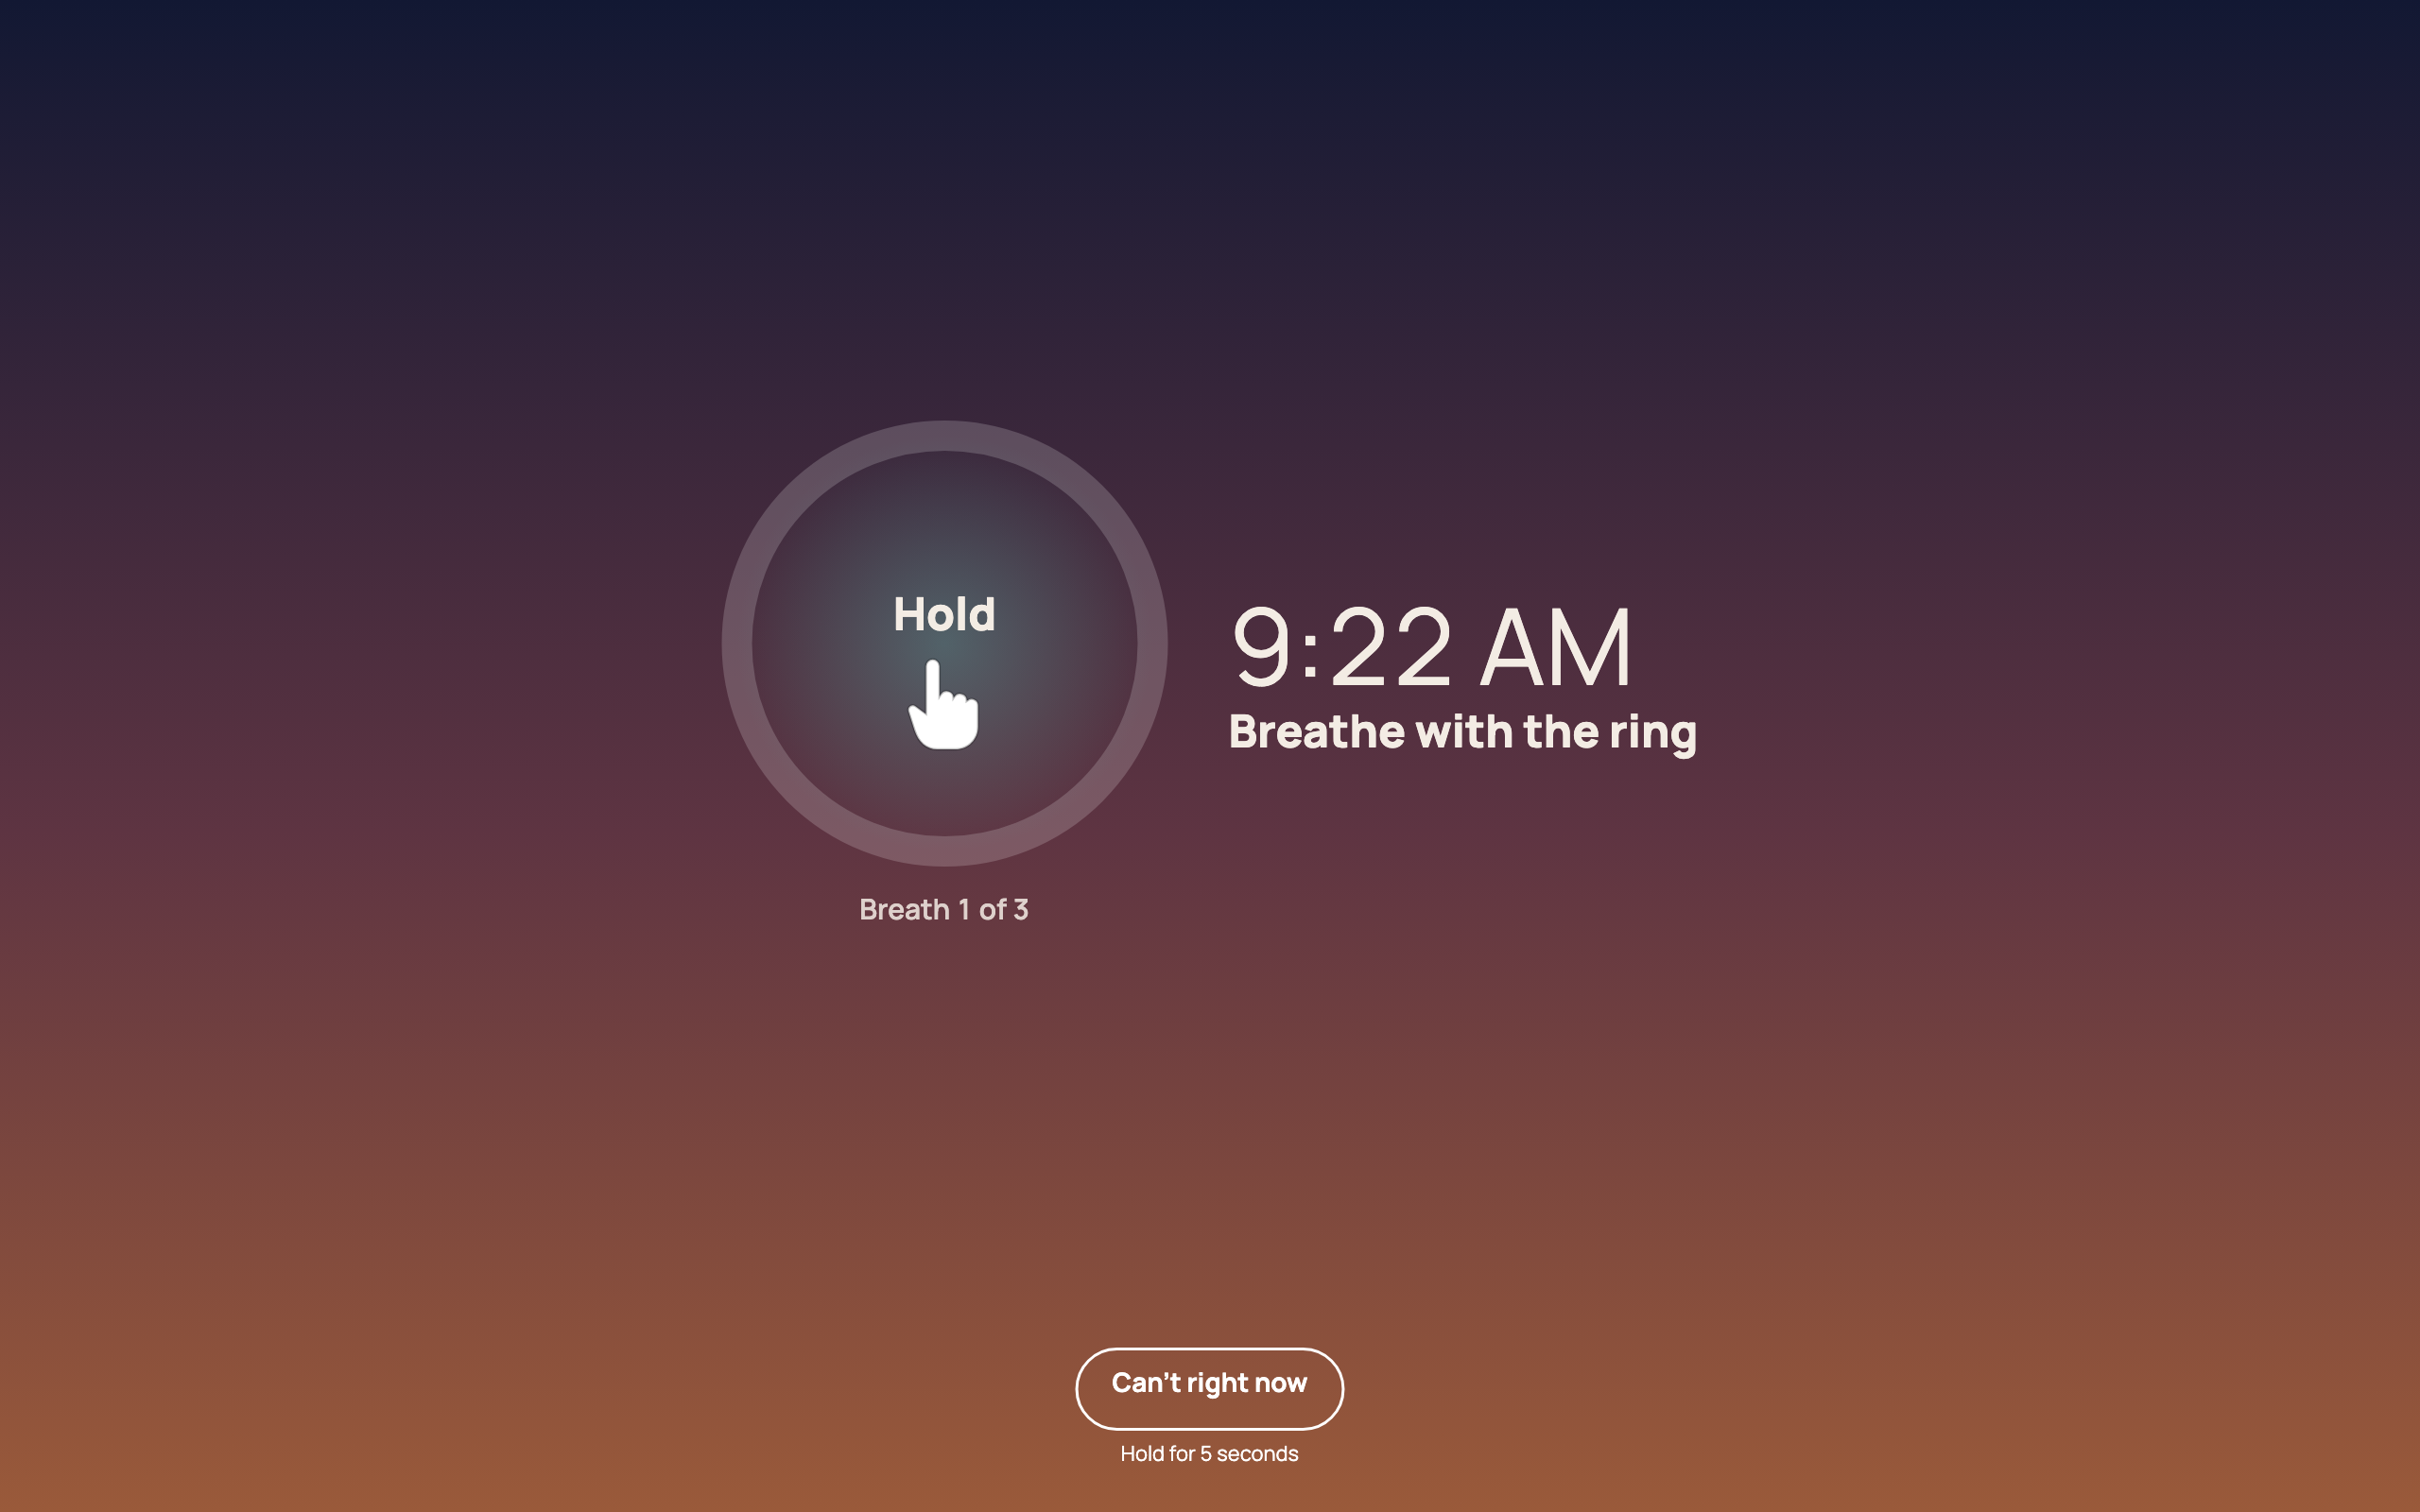 Hold
9:22 AM
Breathe with the ring
Breath 1 of 3
Can't right now
Hold for 5 seconds